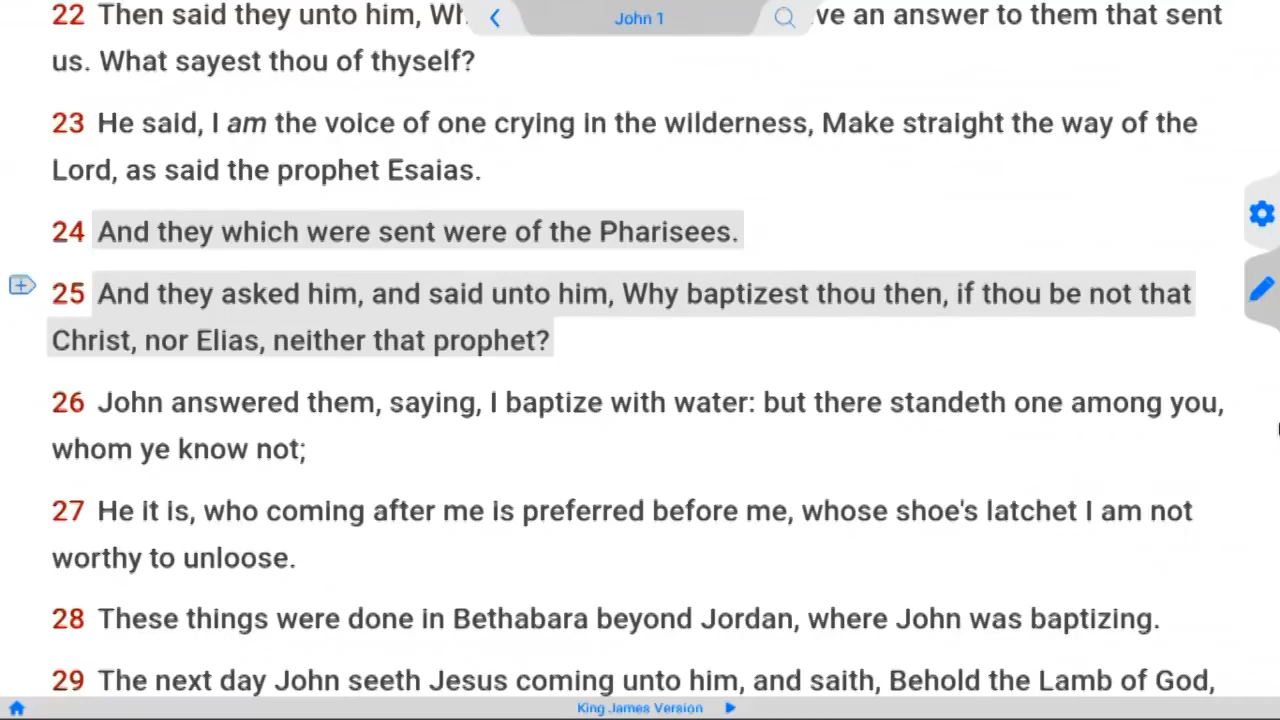 22 Then said they unto him,
John 1
an answer to them that sent
us. What sayest thou of thyself?
23 He said, I am the voice of one crying in the wilderness, Make straight the way of the
Lord, as said the prophet Esaias.
24 And they which were sent were of the Pharisees.
25 And they asked him, and said unto him, Why baptizest thou then, if thou be not that
Christ, nor Elias, neither that prophet?
26 John answered them, saying, I baptize with water: but there standeth one among you,
whom ye know not;
27 He it is, who coming after me is preferred before me, whose shoe's latchet I am not
worthy to unloose.
28 These things were done in Bethabara beyond Jordan, where John was baptizing.
29 The next day John seeth Jesus coming unto him, and saith, Behold the Lamb of God,
King James Version